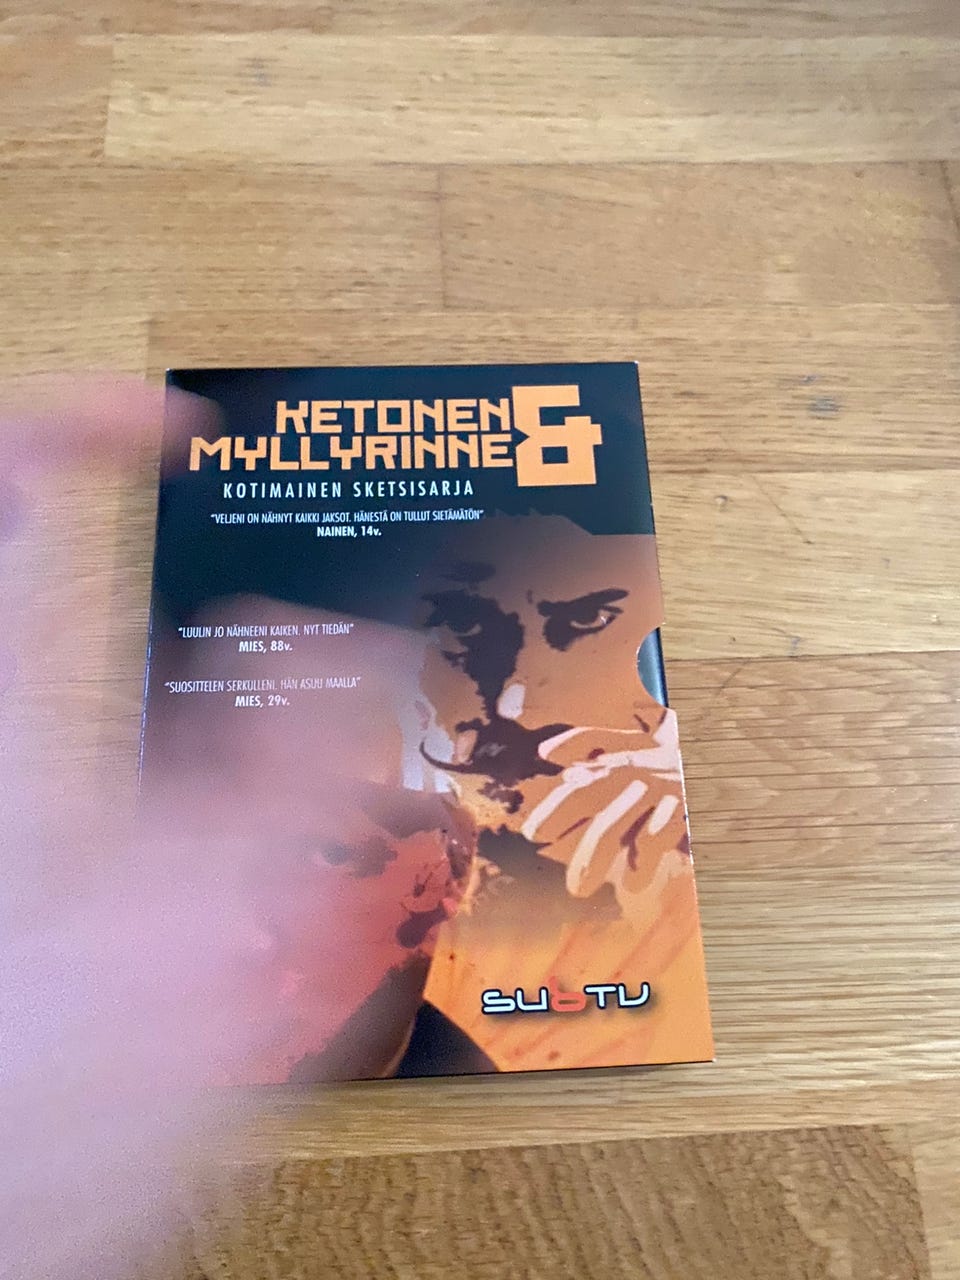 KETONEN &
MYLLYRINNE
KOTIMAINEN SKETSISARJA
"VELJENI ON NÄHNYT KAIKKI JAKSOT. HÄNESTÄ ON TULLUT SIETÄMÄTÖN"
NAINEN, 14v.
"LUULIN JO NÄHNEENI KAIKEN. NYT TIEDÄN"
MIES, 88v.
"SUOSITTELEN SERKULLENI. HÄN ASUU MAALLA"
MIES, 29v.
SUBTV